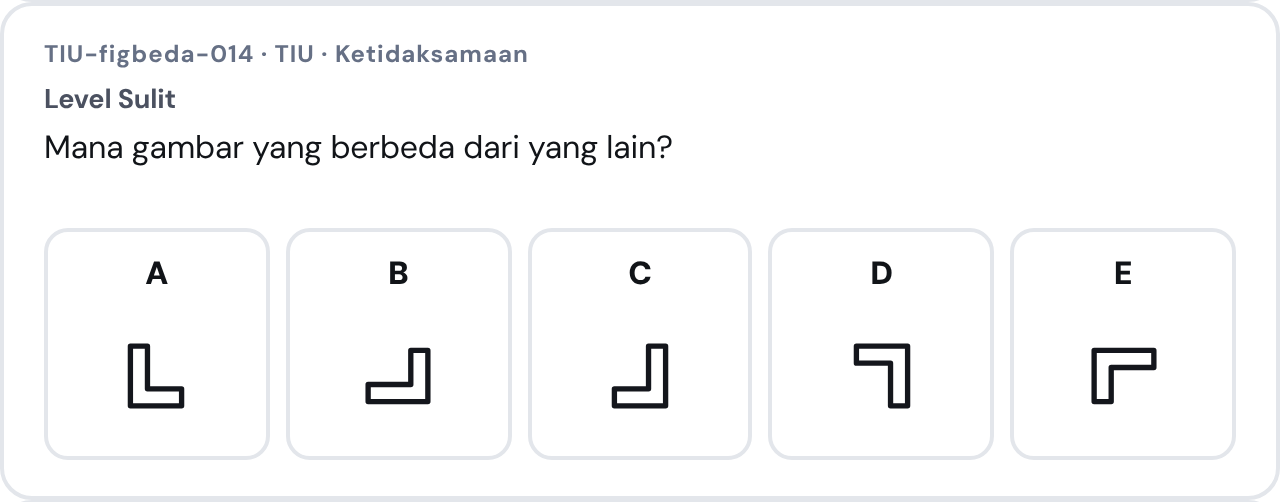 TIU-figbeda-014 · TIU · Ketidaksamaan
Level Sulit
Mana gambar yang berbeda dari yang lain?
A B C D E